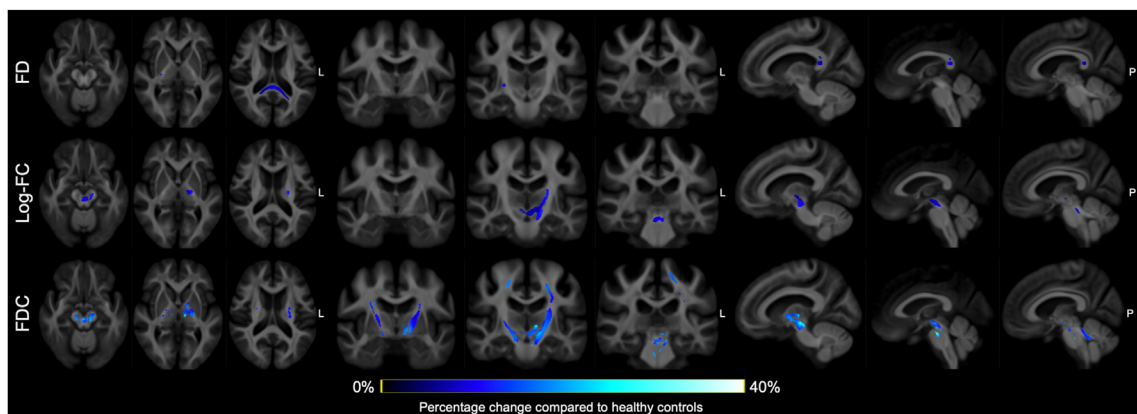 FD
L
L
L
P
Log-FC
L
L
L
P
FDC
L
L
L
P
0%
40%
Percentage change compared to healthy controls